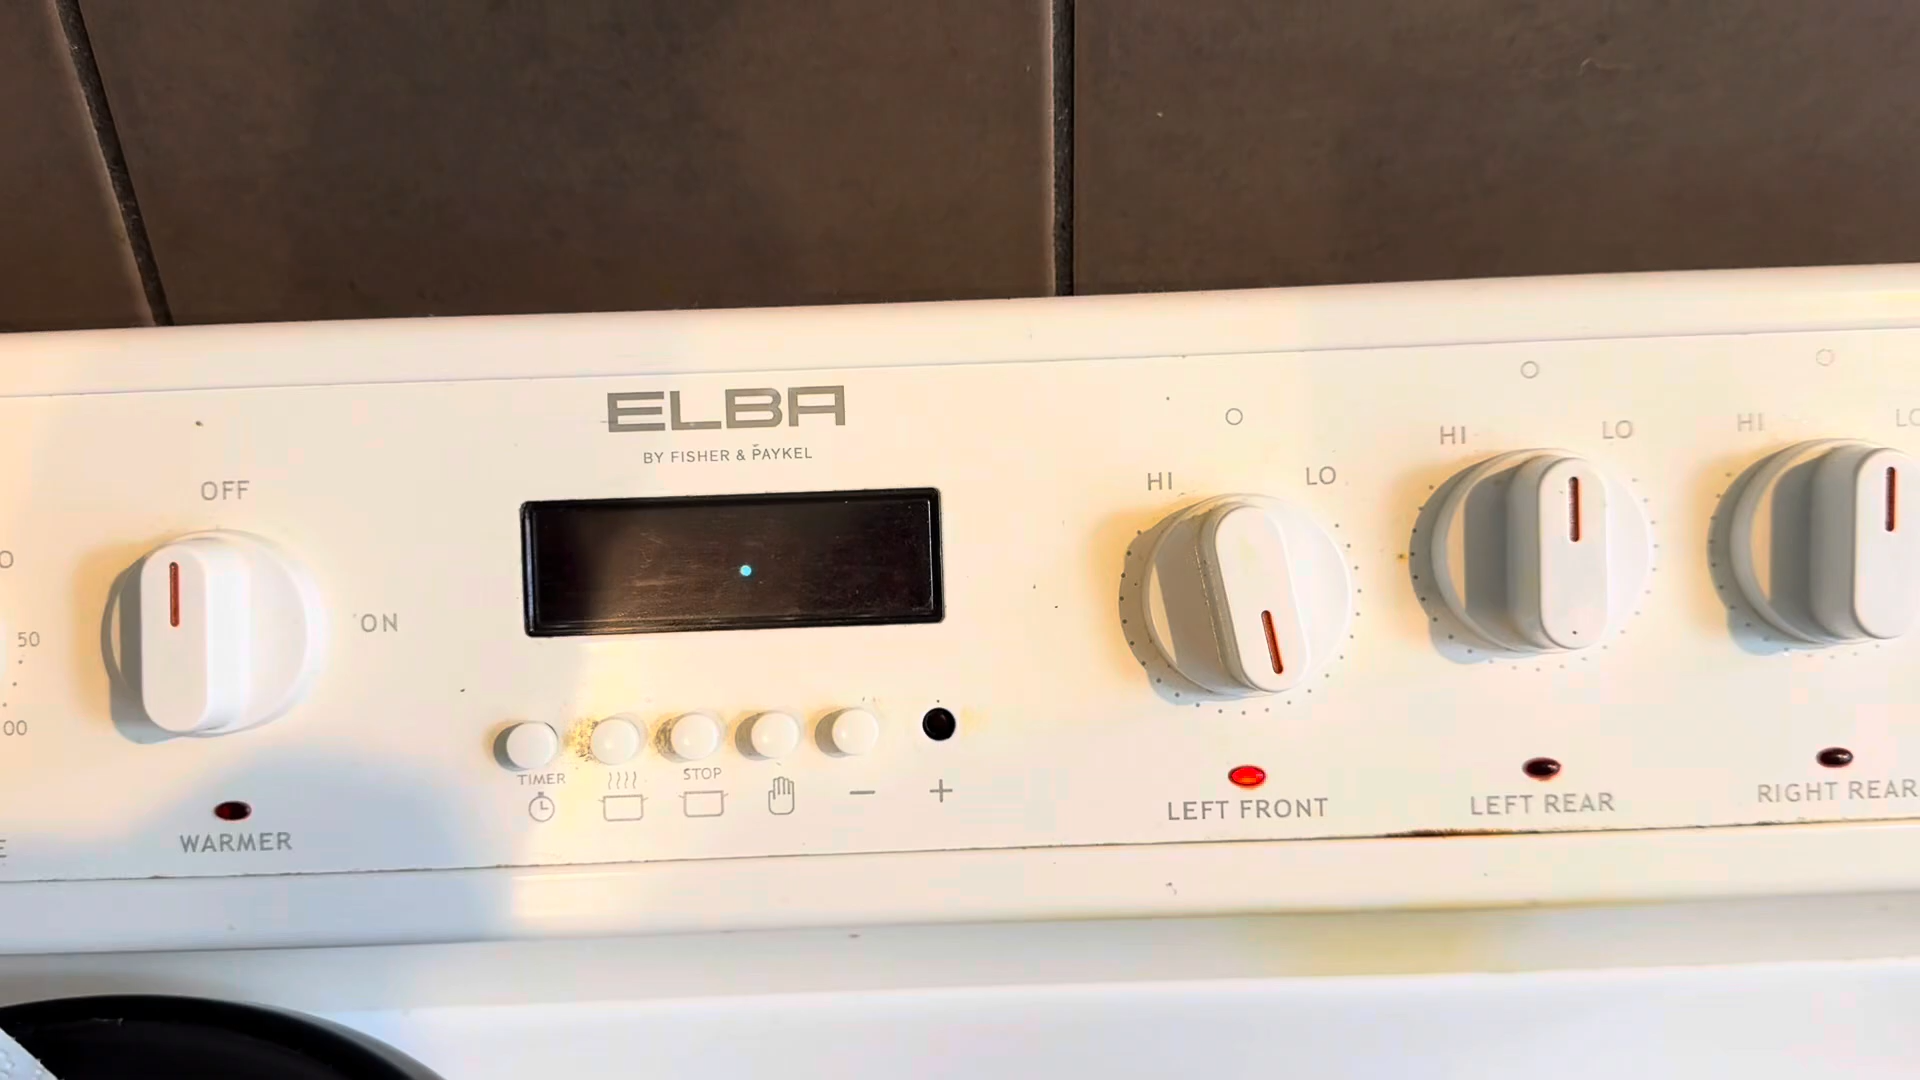 ELBA
BY FISHER & PAYKEL
OFF
ON
50
WARMER
TIMER
STOP
−
+
HI
LO
LEFT FRONT
HI
LO
LEFT REAR
HI
LO
RIGHT REAR